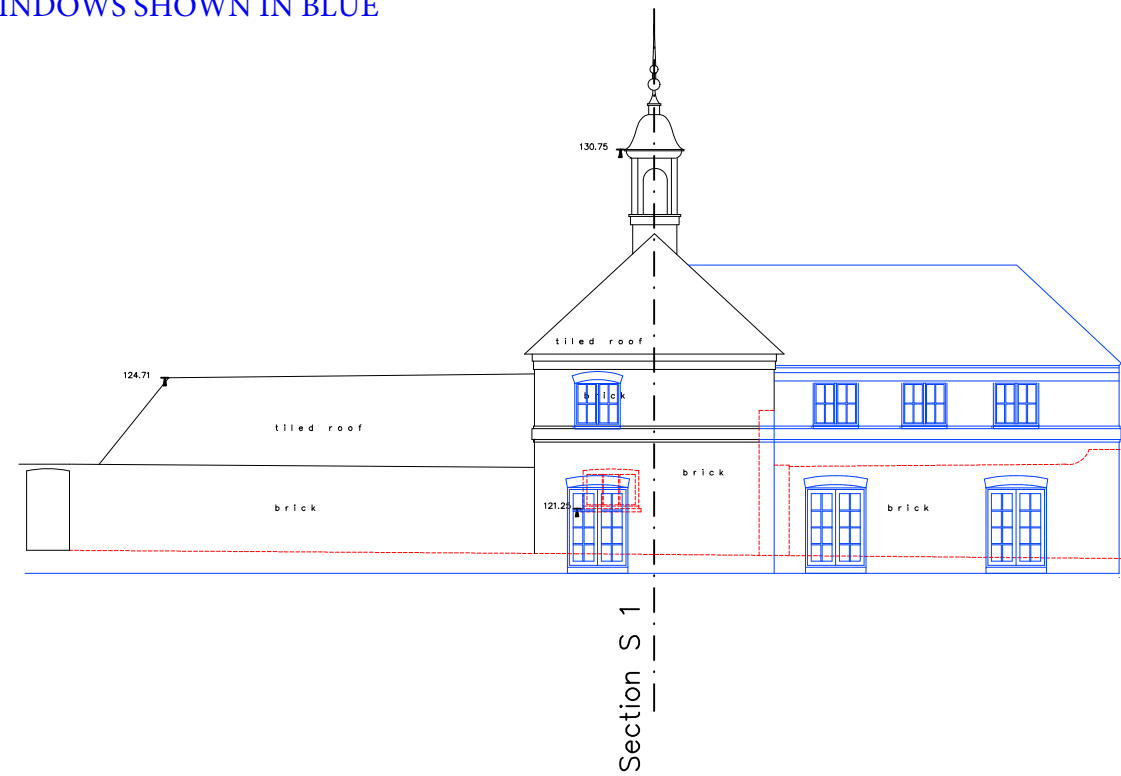 INDOWS SHOWN IN BLUE
130.75
tiled roof
124.71
brick
tiled roof
brick
121.25
brick
brick
Section S 1